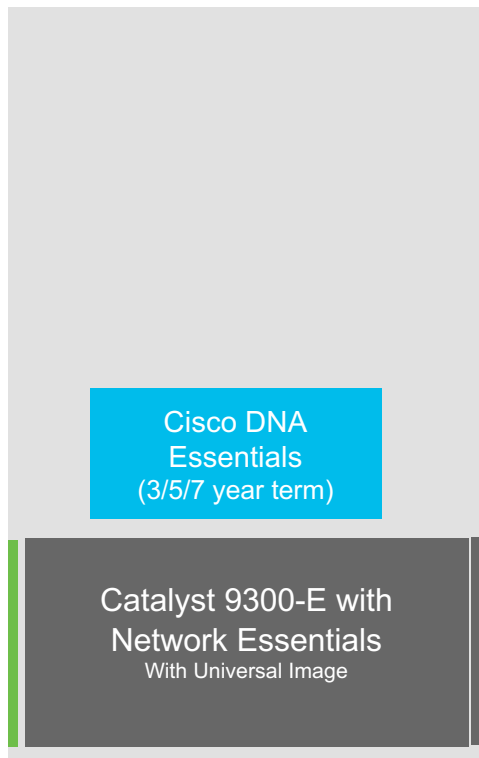 Cisco DNA
Essentials
(3/5/7 year term)
Catalyst 9300-E with
Network Essentials
With Universal Image